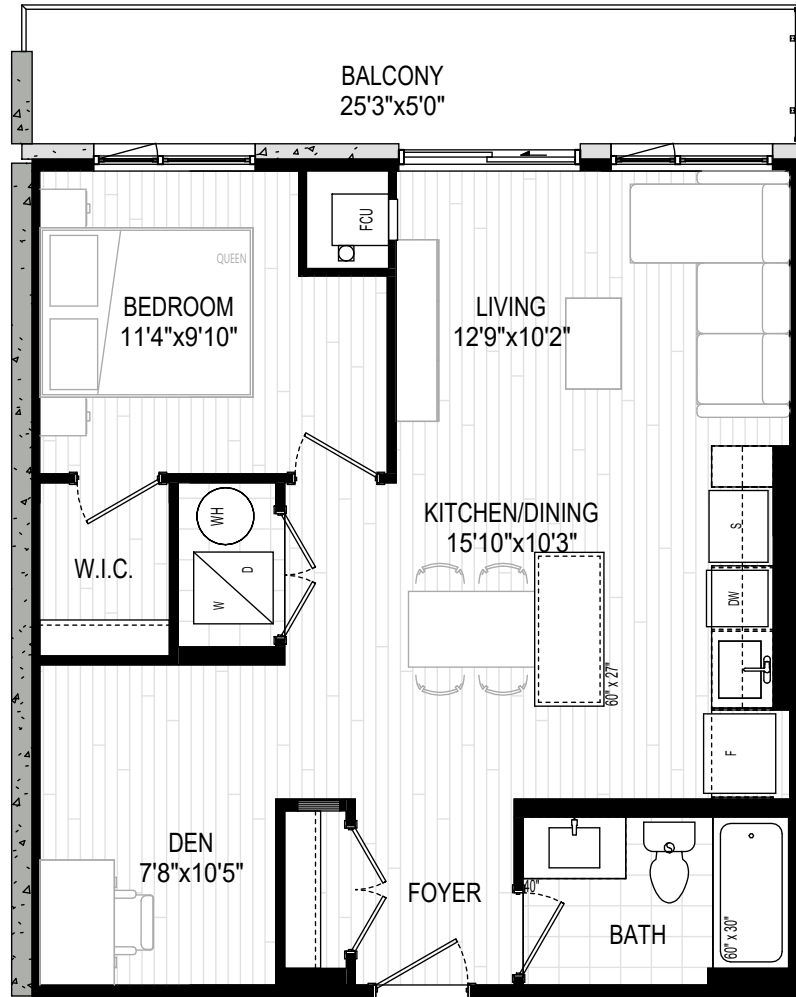 BALCONY
25'3"x5'0"
FCU
QUEEN
BEDROOM
11'4"x9'10"
LIVING
12'9"x10'2"
KITCHEN/DINING
15'10"x10'3"
WH
D
W
W.I.C.
S
DW
60" x 27"
F
DEN
7'8"x10'5"
FOYER
40"
BATH
60" x 30"